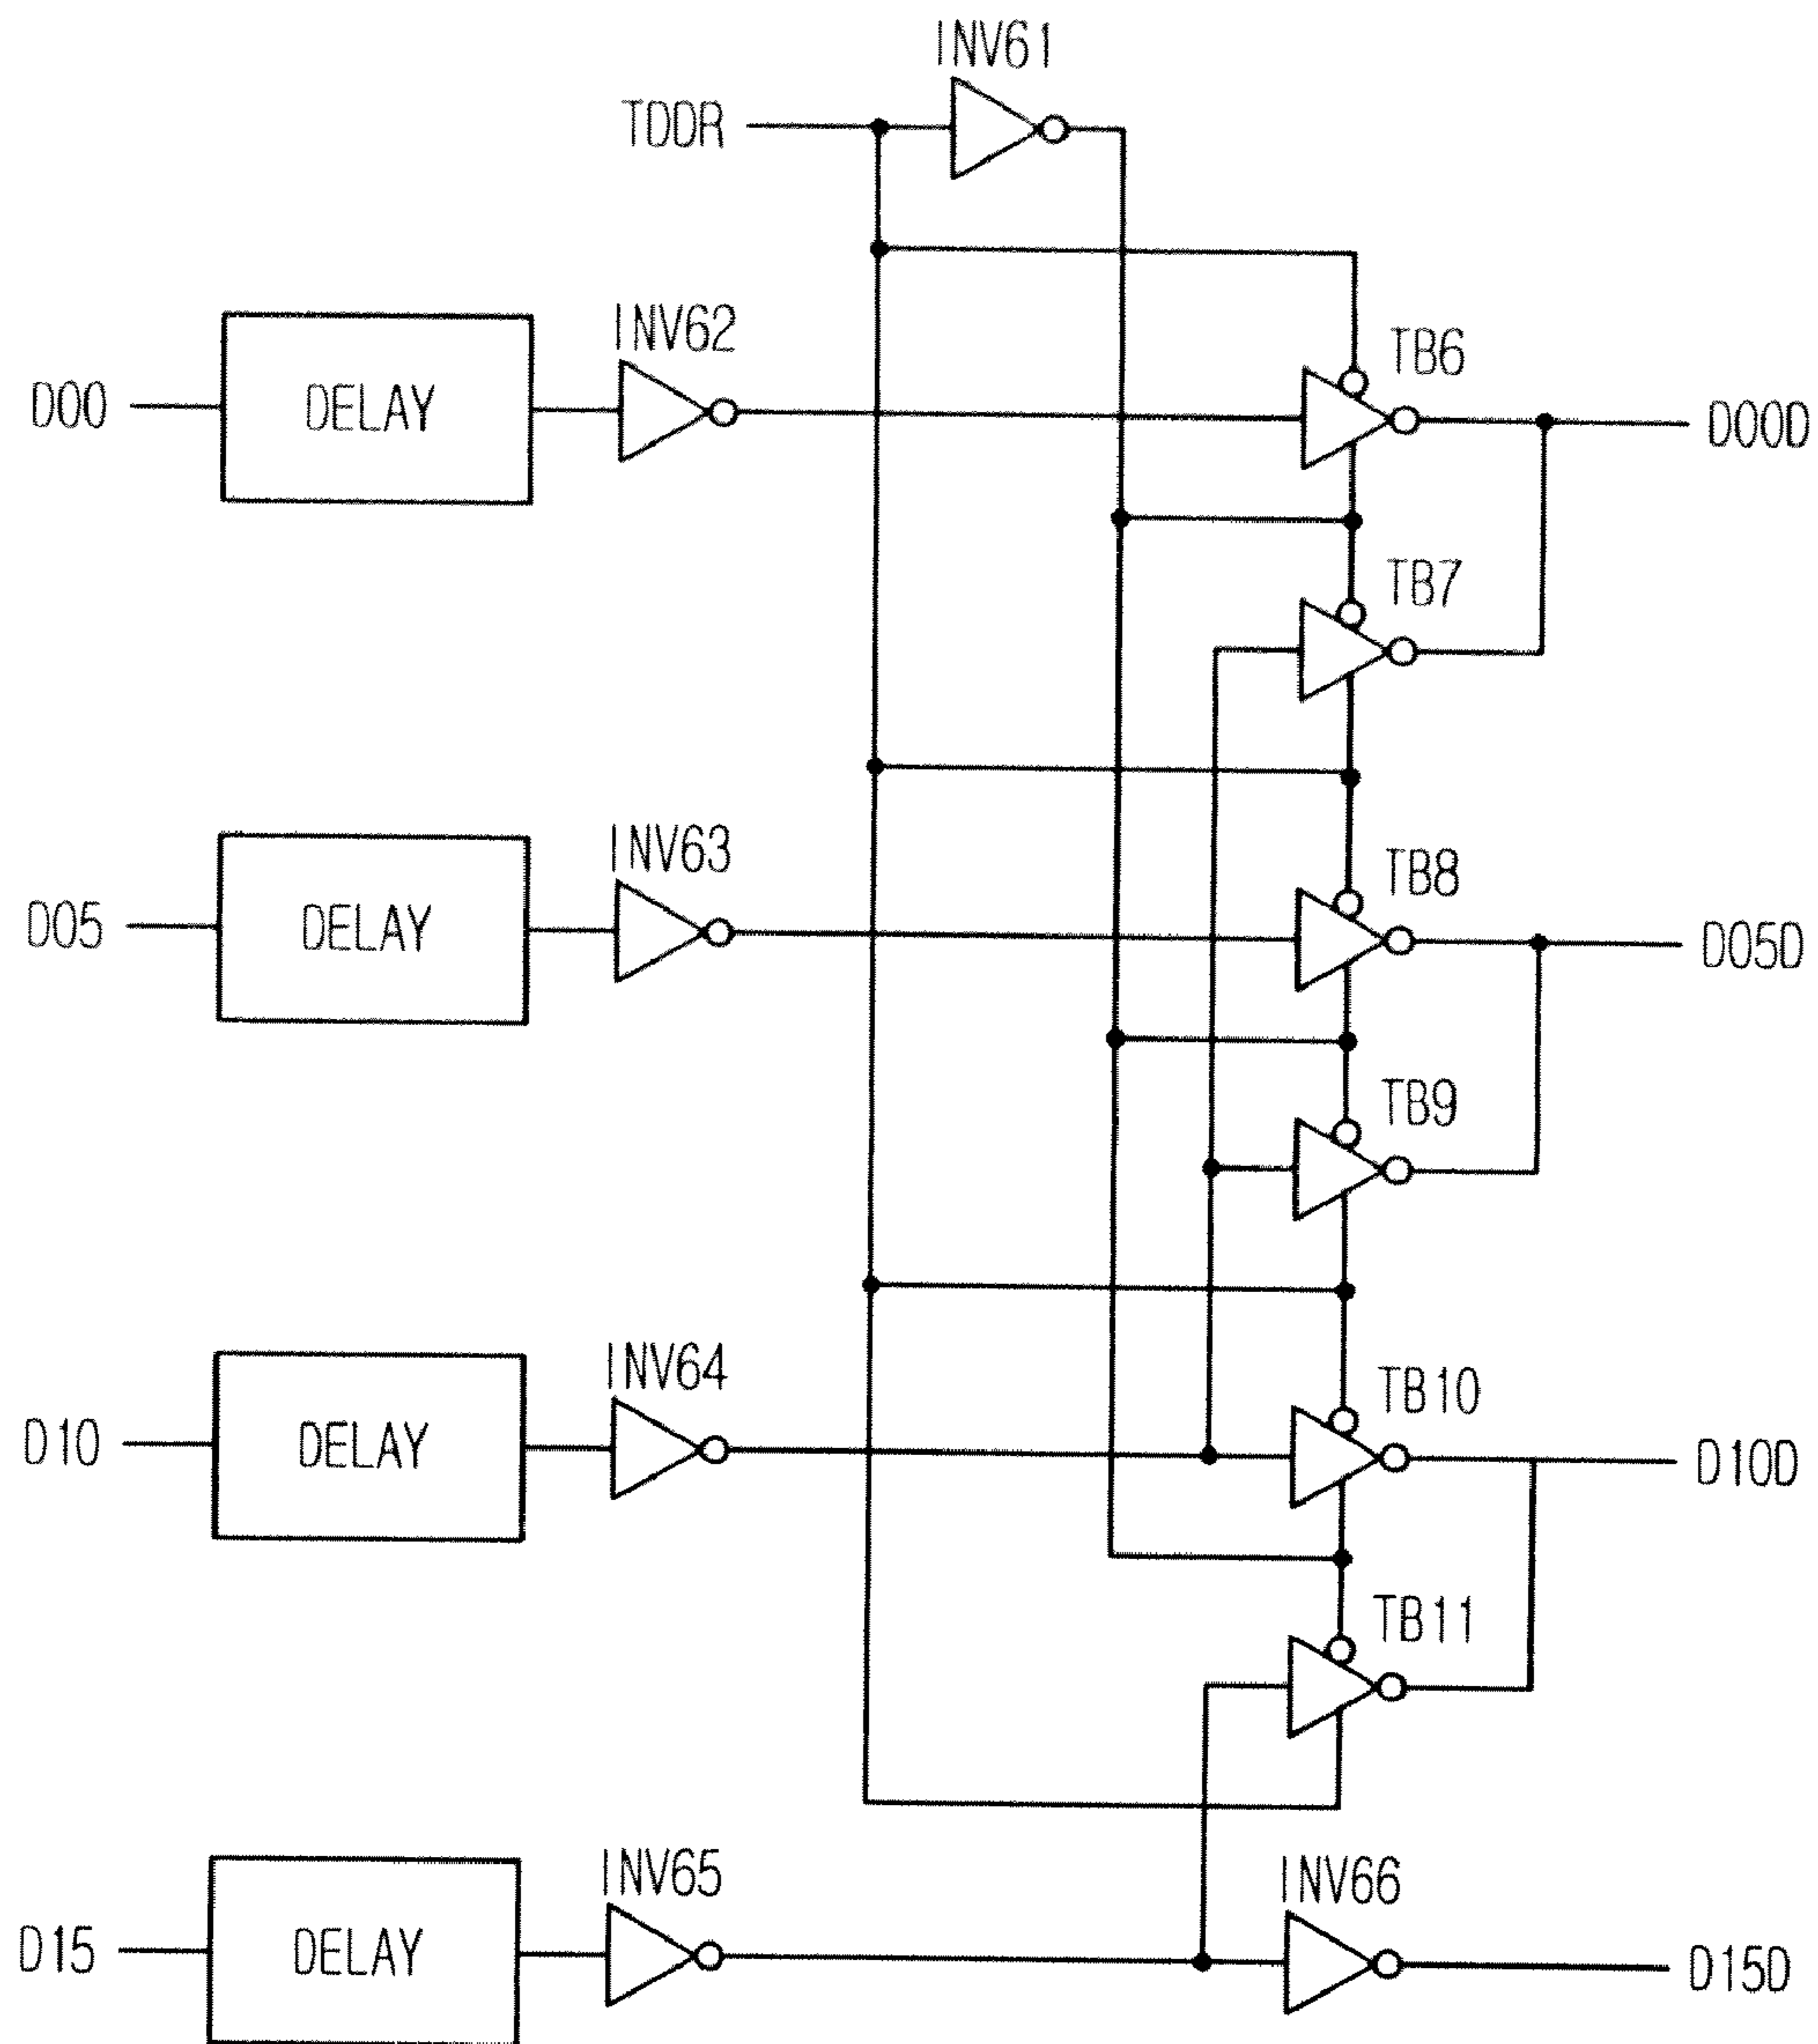 INV61
TDDR
INV62
TB6
D00
DELAY
D00D
TB7
INV63
TB8
D05
DELAY
D05D
TB9
INV64
TB10
D10
DELAY
D10D
TB11
INV65
INV66
D15
DELAY
D15D